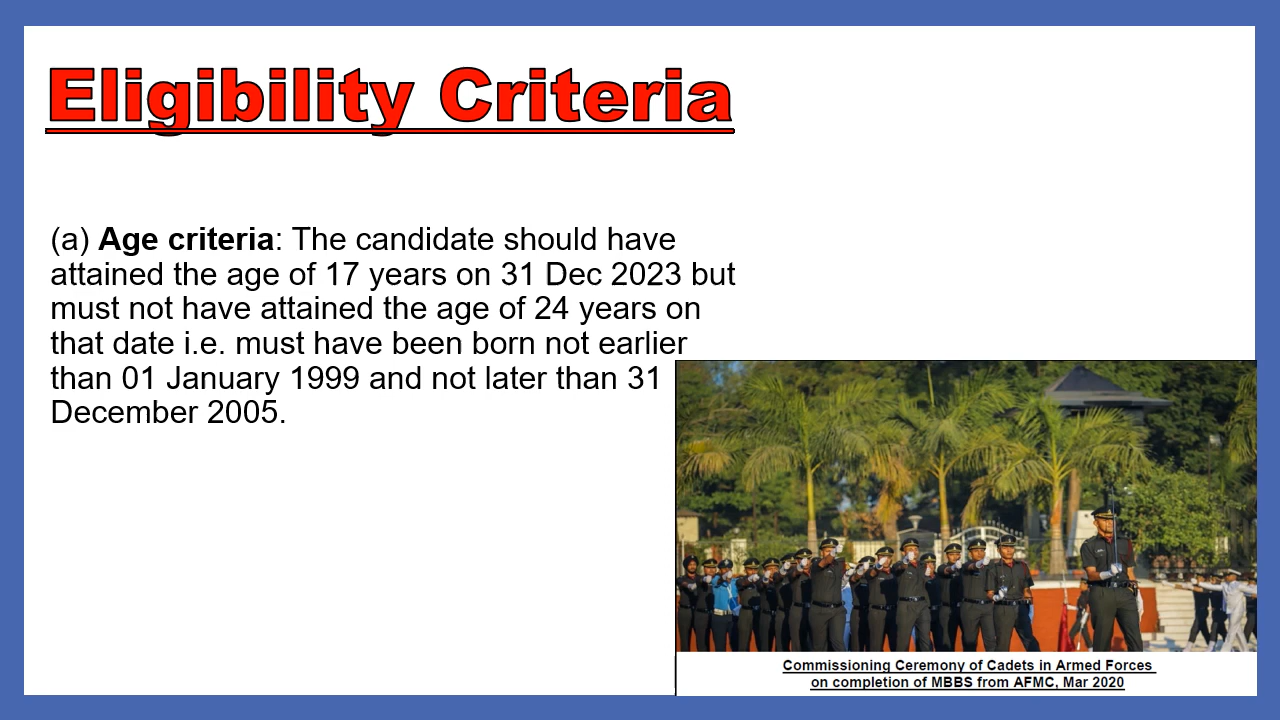 Eligibility Criteria
(a) Age criteria: The candidate should have
attained the age of 17 years on 31 Dec 2023 but
must not have attained the age of 24 years on
that date i.e. must have been born not earlier
than 01 January 1999 and not later than 31
December 2005.
Commissioning Ceremony of Cadets in Armed Forces
on completion of MBBS from AFMC, Mar 2020